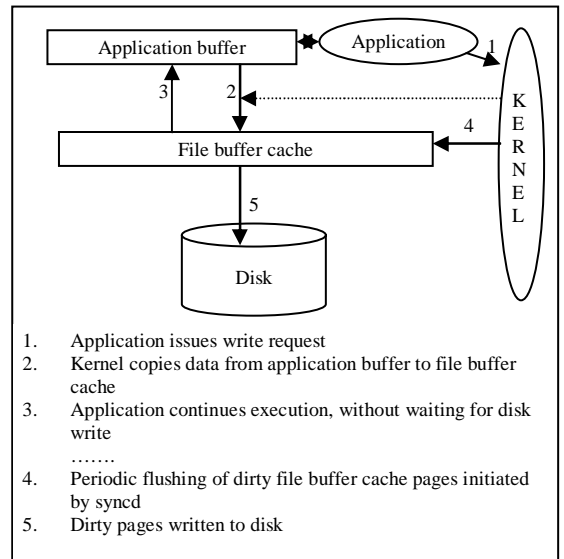 Application buffer
Application
1
3
2
4
K
E
R
N
E
L
File buffer cache
5
Disk
1. Application issues write request
2. Kernel copies data from application buffer to file buffer
cache
3. Application continues execution, without waiting for disk
write
…….
4. Periodic flushing of dirty file buffer cache pages initiated
by syncd
5. Dirty pages written to disk